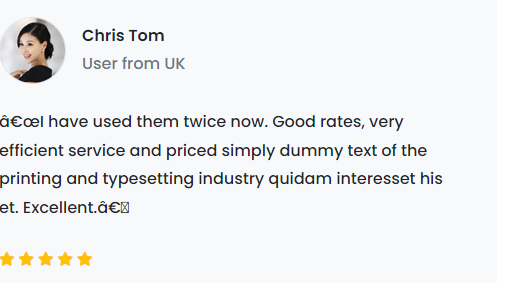 Chris Tom
User from UK
â€œI have used them twice now. Good rates, very
efficient service and priced simply dummy text of the
printing and typesetting industry quidam interesset his
et. Excellent.â€